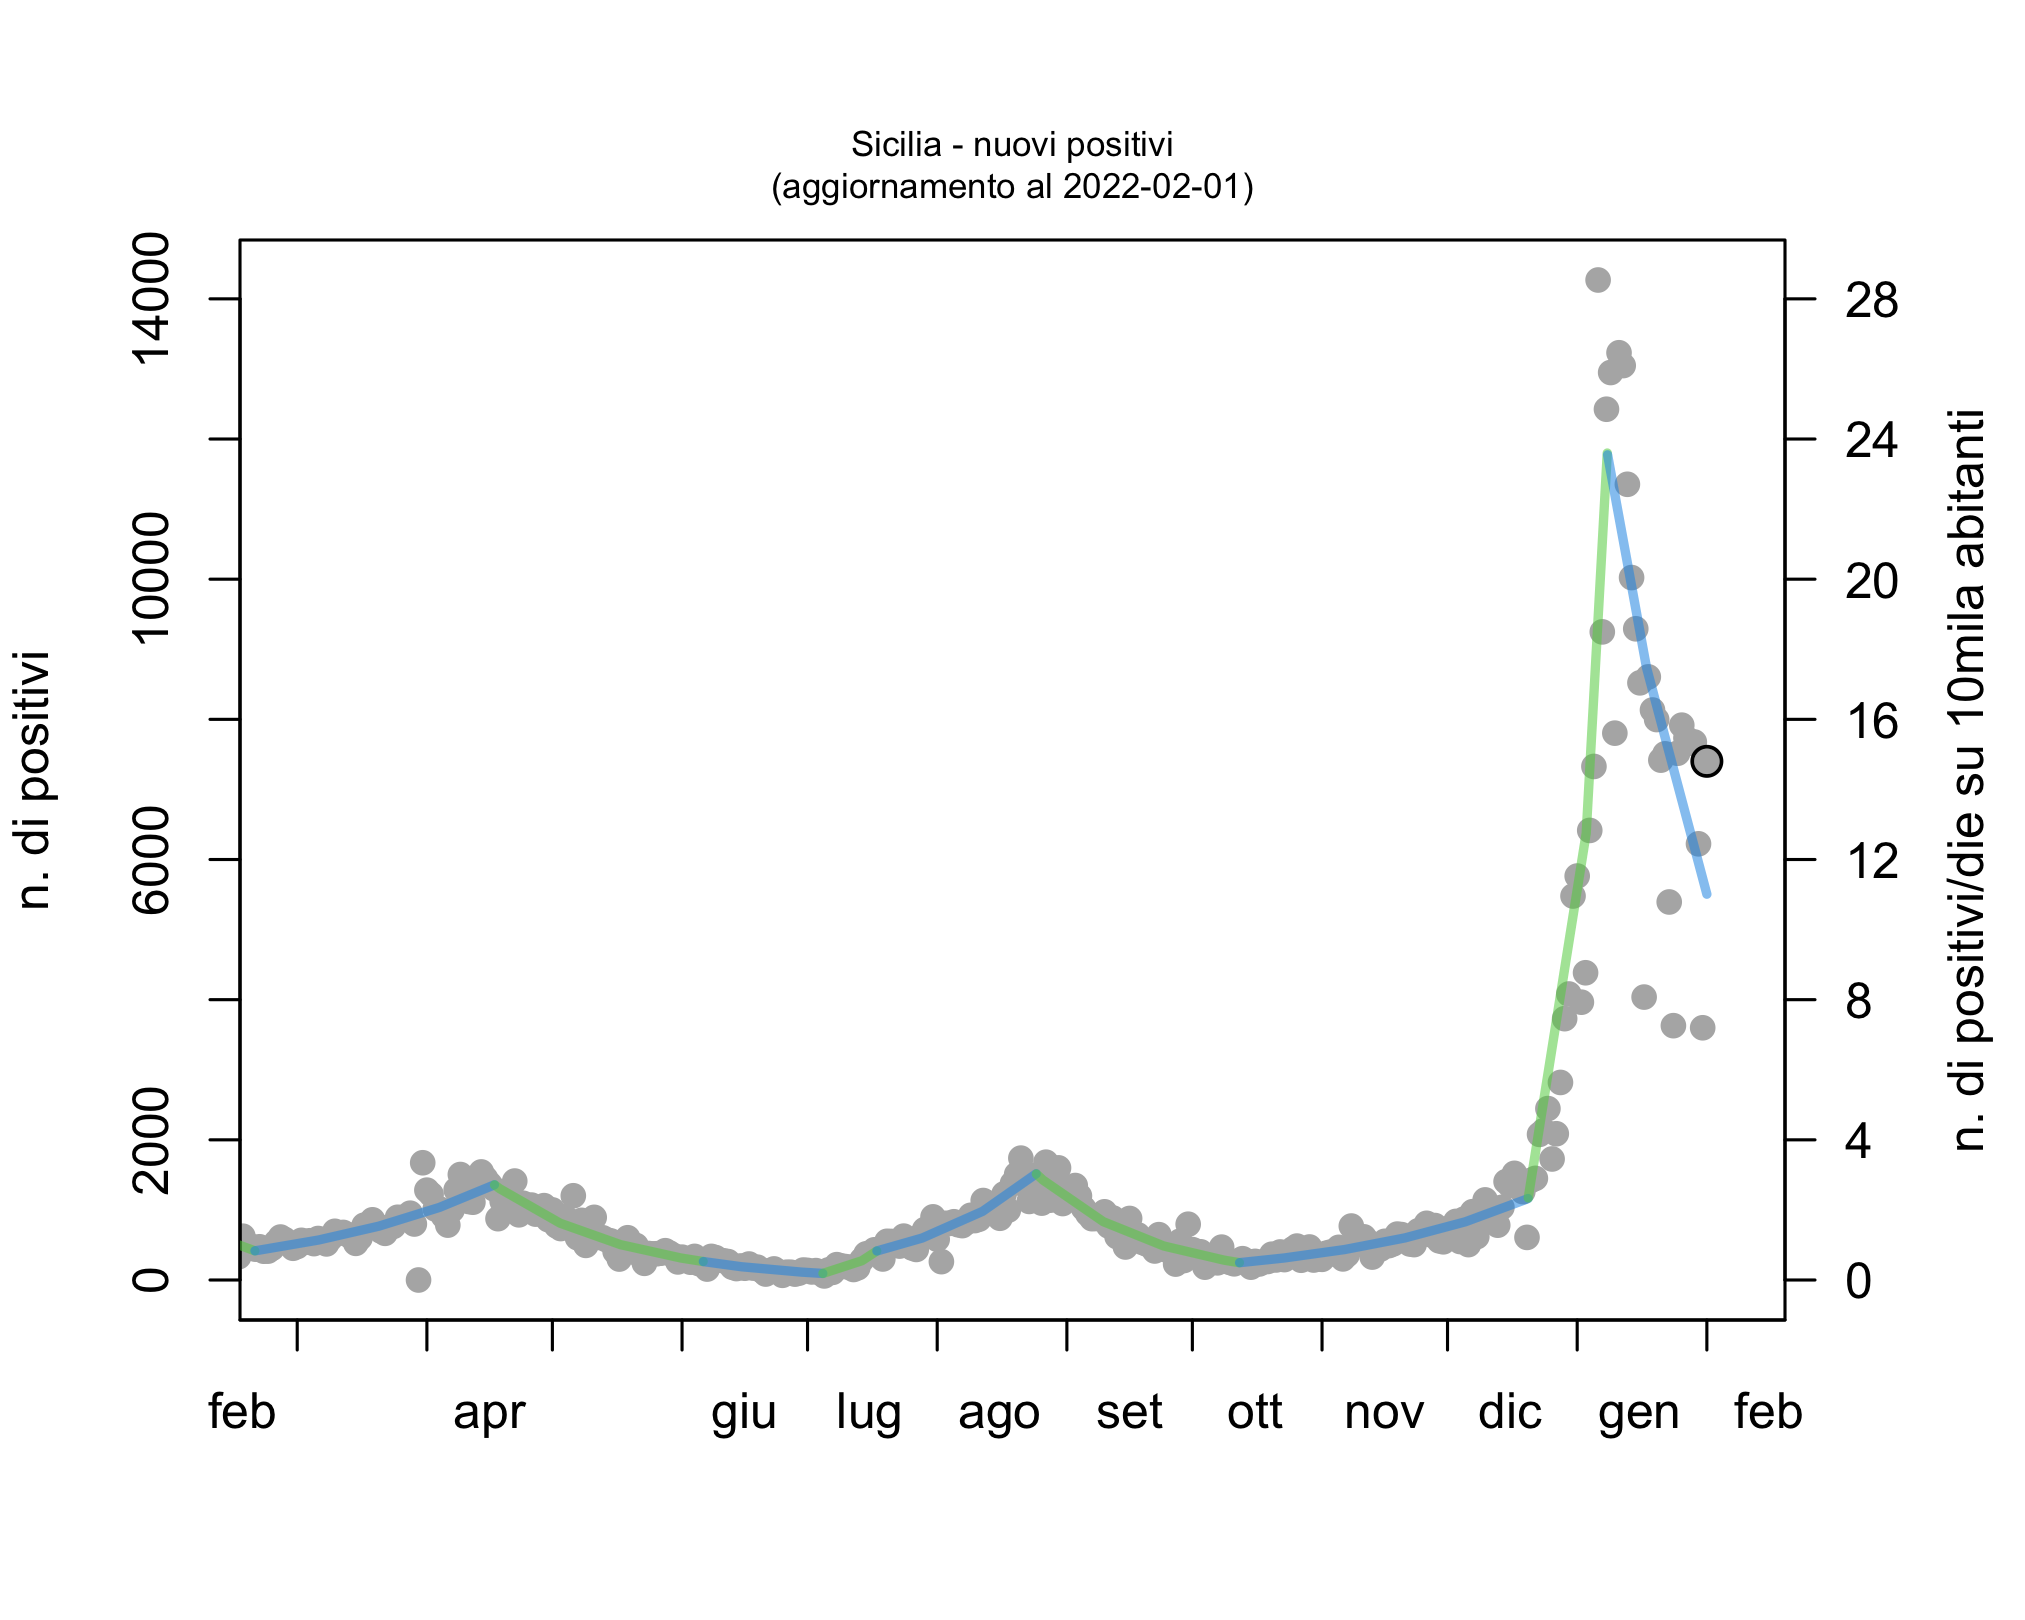 Sicilia - nuovi positivi
(aggiornamento al 2022-02-01)
n. di positivi
14000
10000
6000
2000
0
28
24
20
16
12
8
4
0
n. di positivi/die su 10mila abitanti
feb apr giu lug ago set ott nov dic gen feb